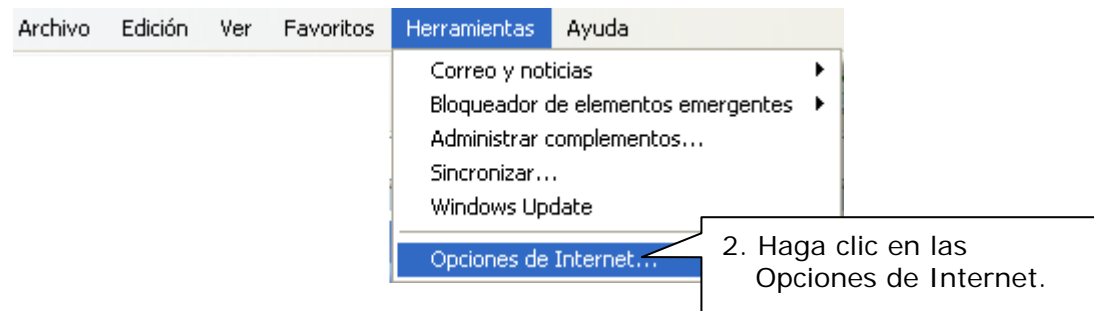 Archivo Edición Ver Favoritos Herramientas Ayuda
Correo y noticias
Bloqueador de elementos emergentes
Administrar complementos...
Sincronizar...
Windows Update
Opciones de Internet...
2. Haga clic en las
Opciones de Internet.